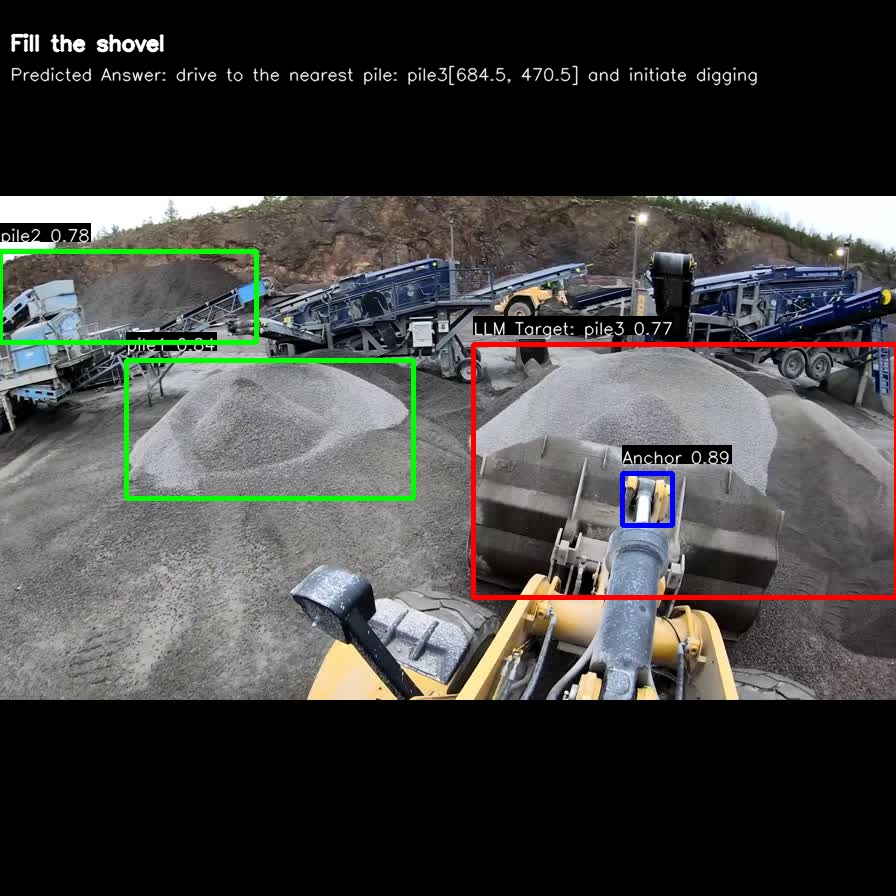 Fill the shovel
Predicted Answer: drive to the nearest pile: pile3[684.5, 470.5] and initiate digging
pile2 0.78
LLM Target: pile3 0.77
pile1 0.84
Anchor 0.89